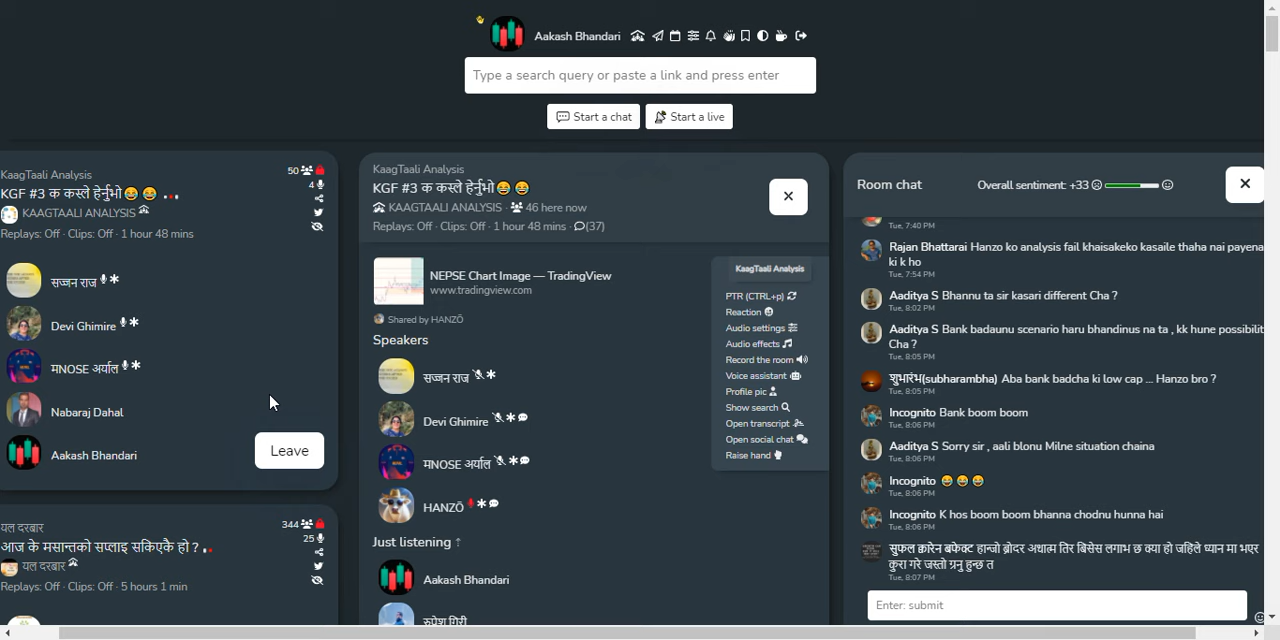 Aakash Bhandari
Type a search query or paste a link and press enter
Start a chat
Start a live
KaagTaali Analysis
50
KGF #3 क कस्ले हेर्नुभो😂 😂
4
KAAGTAALI ANALYSIS
Replays: Off · Clips: Off · 1 hour 48 mins
सज्जन राज
Devi Ghimire
मNOSE अर्याल
Nabaraj Dahal
Aakash Bhandari
Leave
यल दरबार
344
आज के मसान्तको सप्लाइ सकिएकै हो ?
25
यल दरबार
Replays: Off · Clips: Off · 5 hours 1 min
KaagTaali Analysis
KGF #3 क कस्ले हेर्नुभो😂 😂
KAAGTAALI ANALYSIS · 46 here now
Replays: Off · Clips: Off · 1 hour 48 mins · (37)
NEPSE Chart Image — TradingView
www.tradingview.com
Shared by HANZŌ
Speakers
सज्जन राज
Devi Ghimire
मNOSE अर्याल
HANZŌ
Just listening ↑
Aakash Bhandari
रुपेश गिरी
KaagTaali Analysis
PTR (CTRL+p)
Reaction
Audio settings
Audio effects
Record the room
Voice assistant
Profile pic
Show search
Open transcript
Open social chat
Raise hand
Room chat
Overall sentiment: +33
Tue, 7:40 PM
Rajan Bhattarai Hanzo ko analysis fail khaisakeko kasaile thaha nai payena
ki k ho
Tue, 7:54 PM
Aaditya S Bhannu ta sir kasari different Cha ?
Tue, 8:02 PM
Aaditya S Bank badaunu scenario haru bhandinus na ta , kk hune possibilit
Cha ?
Tue, 8:05 PM
शुभारंभ(subharambha) Aba bank badcha ki low cap ... Hanzo bro ?
Tue, 8:05 PM
Incognito Bank boom boom
Tue, 8:06 PM
Aaditya S Sorry sir , aali blonu Milne situation chaina
Tue, 8:06 PM
Incognito 😂 😂 😂
Tue, 8:06 PM
Incognito K hos boom boom bhanna chodnu hunna hai
Tue, 8:06 PM
हान्जो ब्रोदर अध्यात्म तिर बिसेस लगाभ छ क्या हो जहिले ध्यान मा भएर
कुरा गरे जस्तो ग्रनु हुन्छ त
Tue, 8:07 PM
Enter: submit